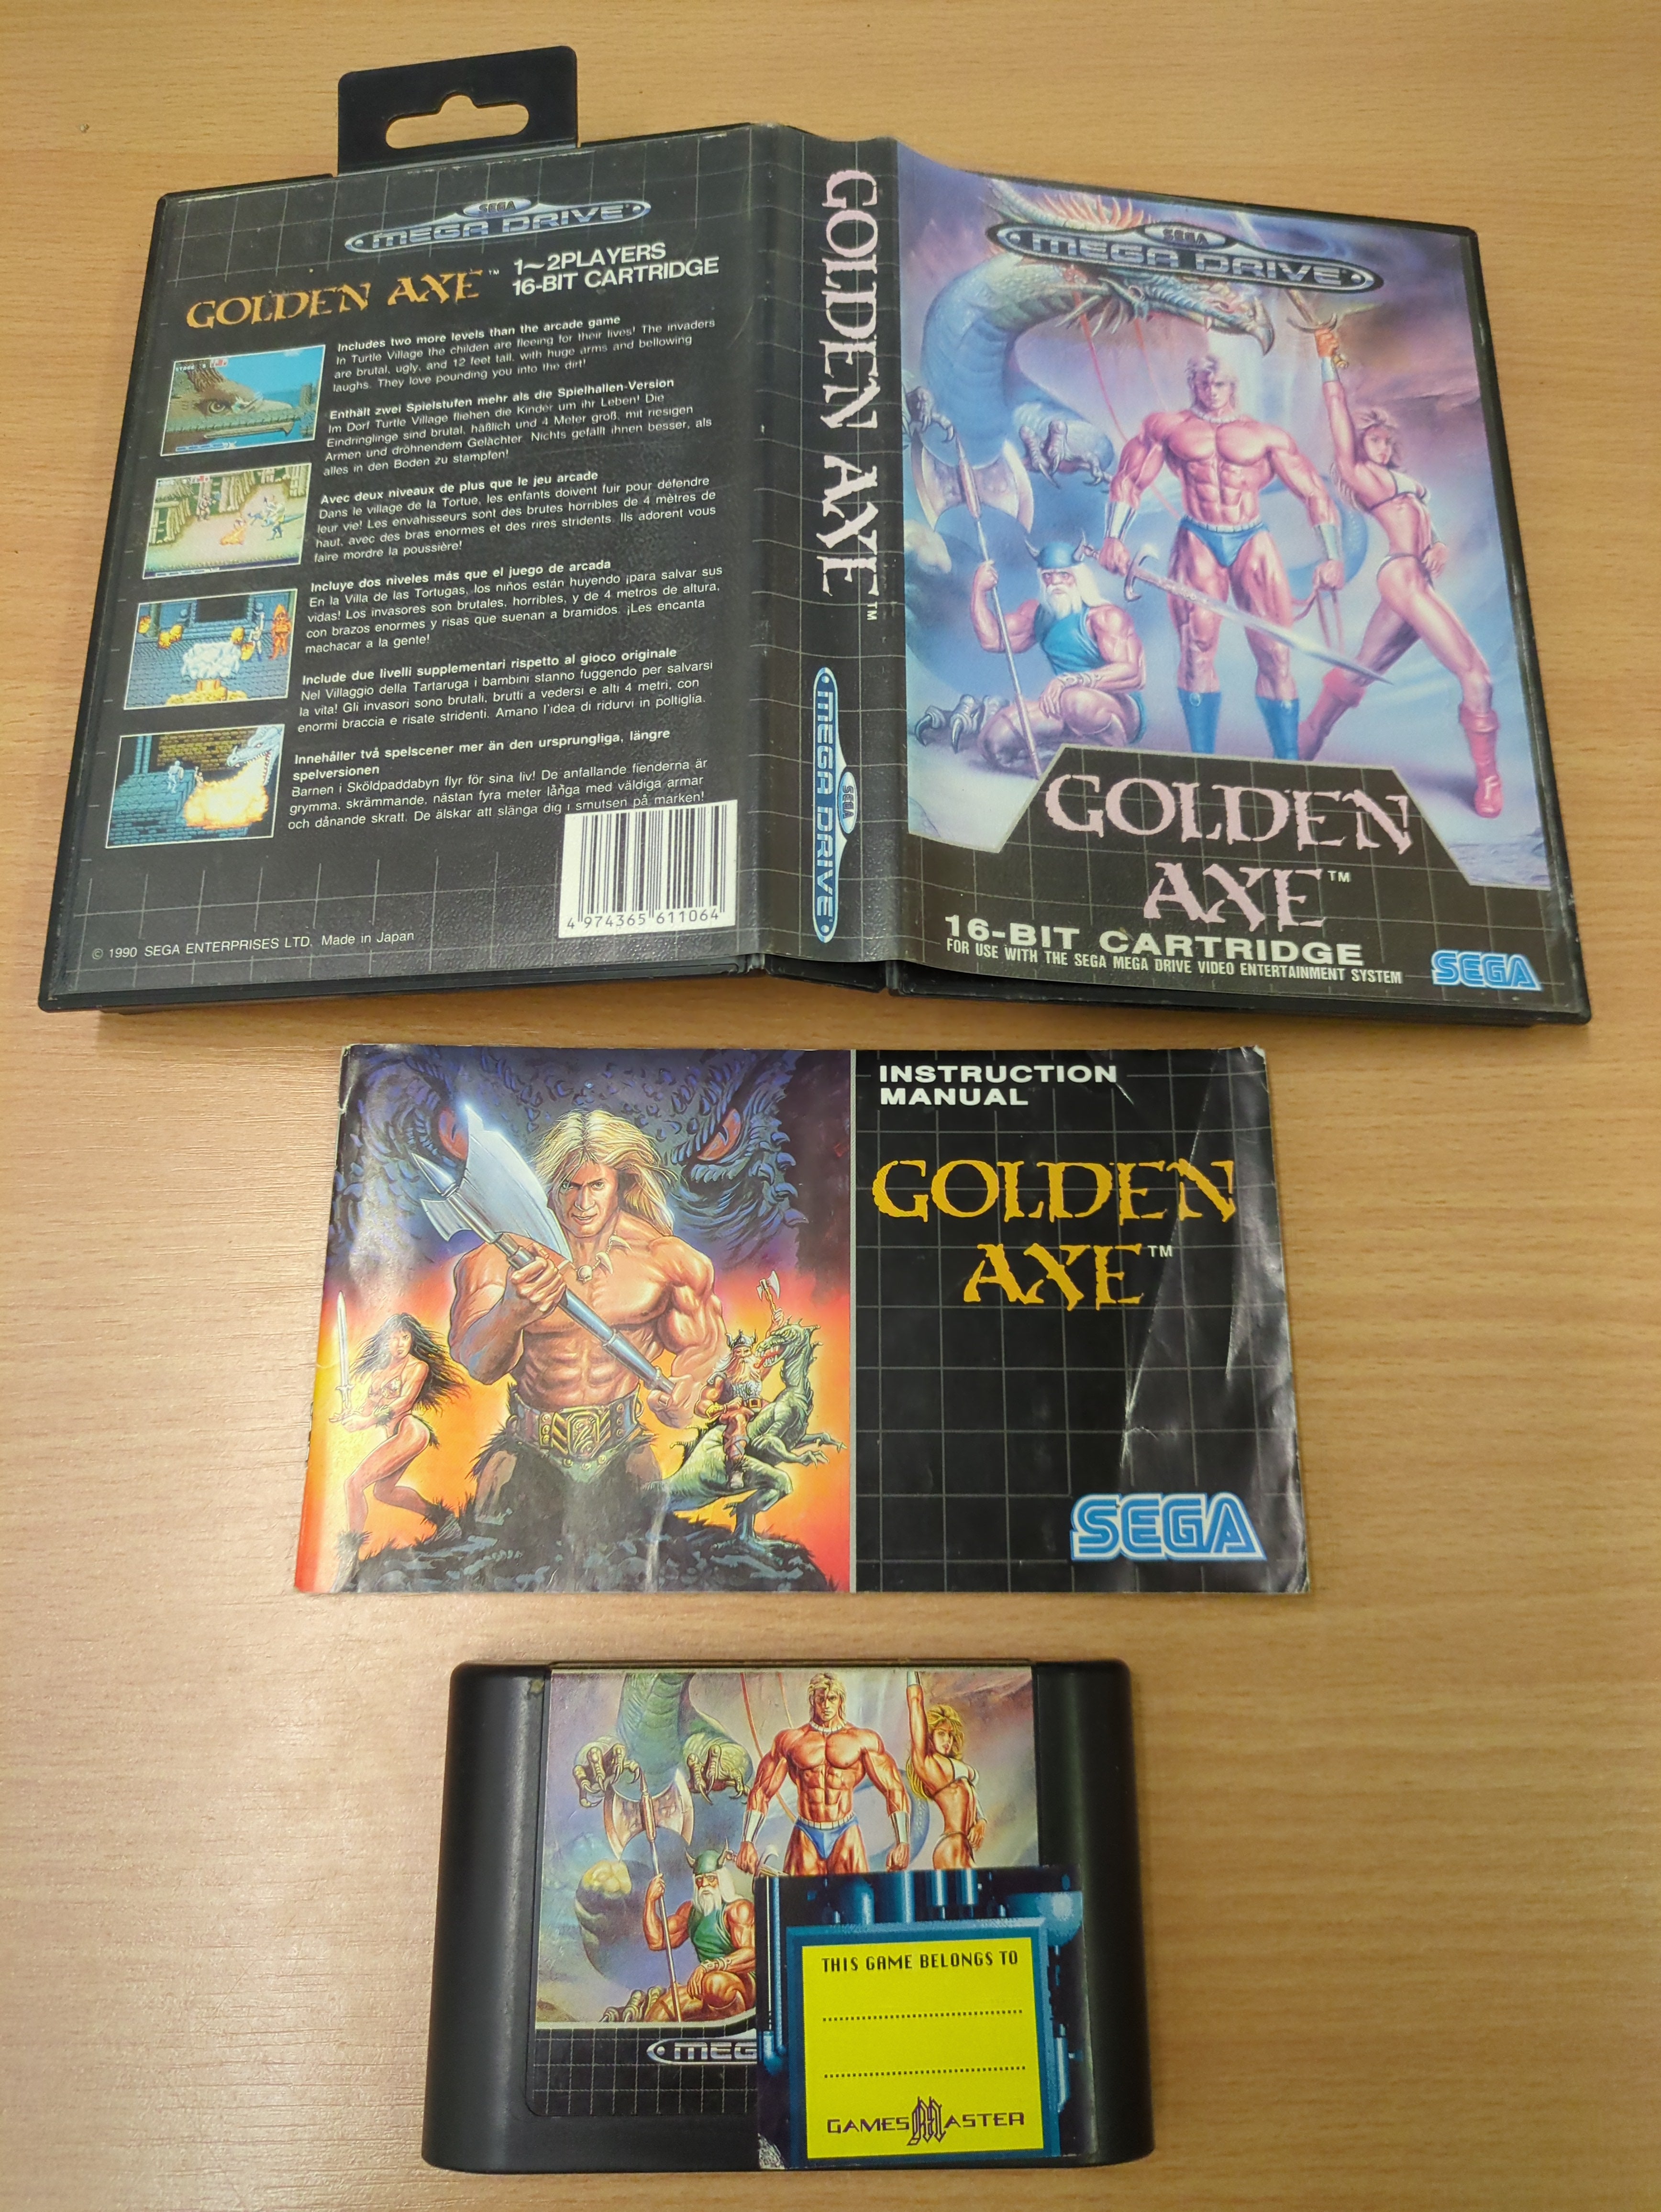 SEGA
MEGA DRIVE
GOLDEN AXE™
1~2PLAYERS
16-BIT CARTRIDGE
Includes two more levels than the arcade game
In Turtle Village the childen are fleeing for their lives! The invaders
are brutal, ugly, and 12 feet tall, with huge arms and bellowing
laughs. They love pounding you into the dirt!
Enthält zwei Spielstufen mehr als die Spielhallen-Version
Im Dorf Turtle Village fliehen die Kinder um ihr Leben! Die
Eindringlinge sind brutal, häßlich und 4 Meter groß, mit riesigen
Armen und dröhnendem Gelächter. Nichts gefällt ihnen besser, als
alles in den Boden zu stampfen!
Avec deux niveaux de plus que le jeu arcade
Dans le village de la Tortue, les enfants doivent fuir pour défendre
leur vie! Les envahisseurs sont des brutes horribles de 4 mètres de
haut, avec des bras enormes et des rires stridents. Ils adorent vous
faire mordre la poussière!
Incluye dos niveles más que el juego de arcada
En la Villa de las Tortugas, los niños están huyendo ¡para salvar sus
vidas! Los invasores son brutales, horribles, y de 4 metros de altura,
con brazos enormes y risas que suenan a bramidos. ¡Les encanta
machacar a la gente!
Include due livelli supplementari rispetto al gioco originale
Nel Villaggio della Tartaruga i bambini stanno fuggendo per salvarsi
la vita! Gli invasori sono brutali, brutti a vedersi e alti 4 metri, con
enormi braccia e risate stridenti. Amano l'idea di ridurvi in poltiglia.
Innehåller två spelscener mer än den ursprungliga, längre
spelversionen
Barnen i Sköldpaddabyn flyr för sina liv! De anfallande fienderna är
grymma, skrämmande, nästan fyra meter långa med väldiga armar
och dånande skratt. De älskar att slänga dig i smutsen på marken!
4 974365 611064
© 1990 SEGA ENTERPRISES LTD. Made in Japan
GOLDEN AXE™
SEGA
MEGA DRIVE
SEGA
MEGA DRIVE
GOLDEN
AXE™
16-BIT CARTRIDGE
FOR USE WITH THE SEGA MEGA DRIVE VIDEO ENTERTAINMENT SYSTEM
SEGA
INSTRUCTION
MANUAL
GOLDEN
AXE™
SEGA
MEG
THIS GAME BELONGS TO
GAMESMASTER